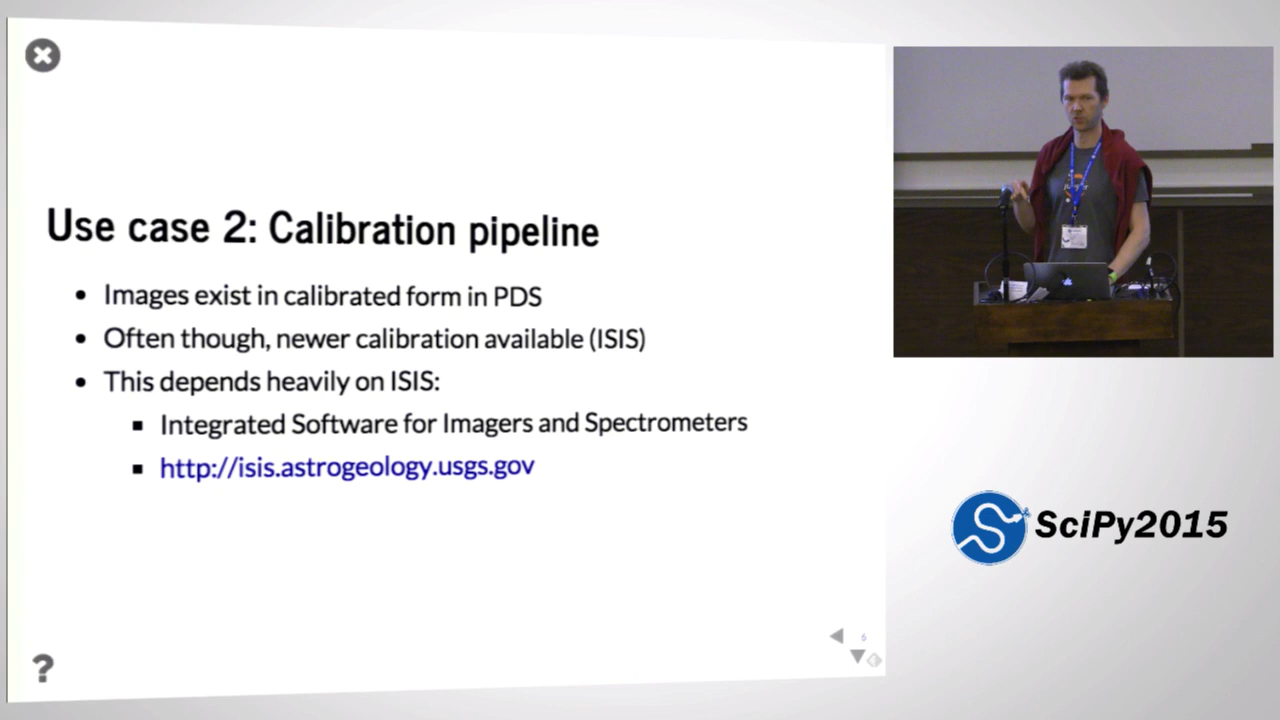 Use case 2: Calibration pipeline
• Images exist in calibrated form in PDS
• Often though, newer calibration available (ISIS)
• This depends heavily on ISIS:
▪ Integrated Software for Imagers and Spectrometers
▪ http://isis.astrogeology.usgs.gov
6
?
SciPy2015